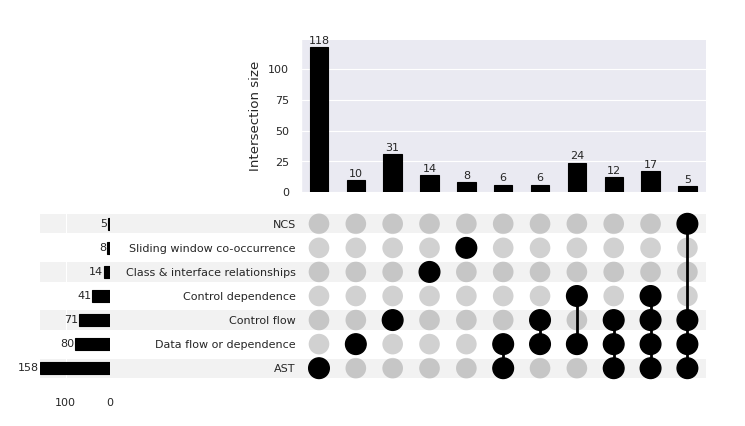 118
100
75
50
25
0
Intersection size
10
31
14
8
6
6
24
12
17
5
5 NCS
8 Sliding window co-occurrence
14 Class & interface relationships
41 Control dependence
71 Control flow
80 Data flow or dependence
158 AST
100 0